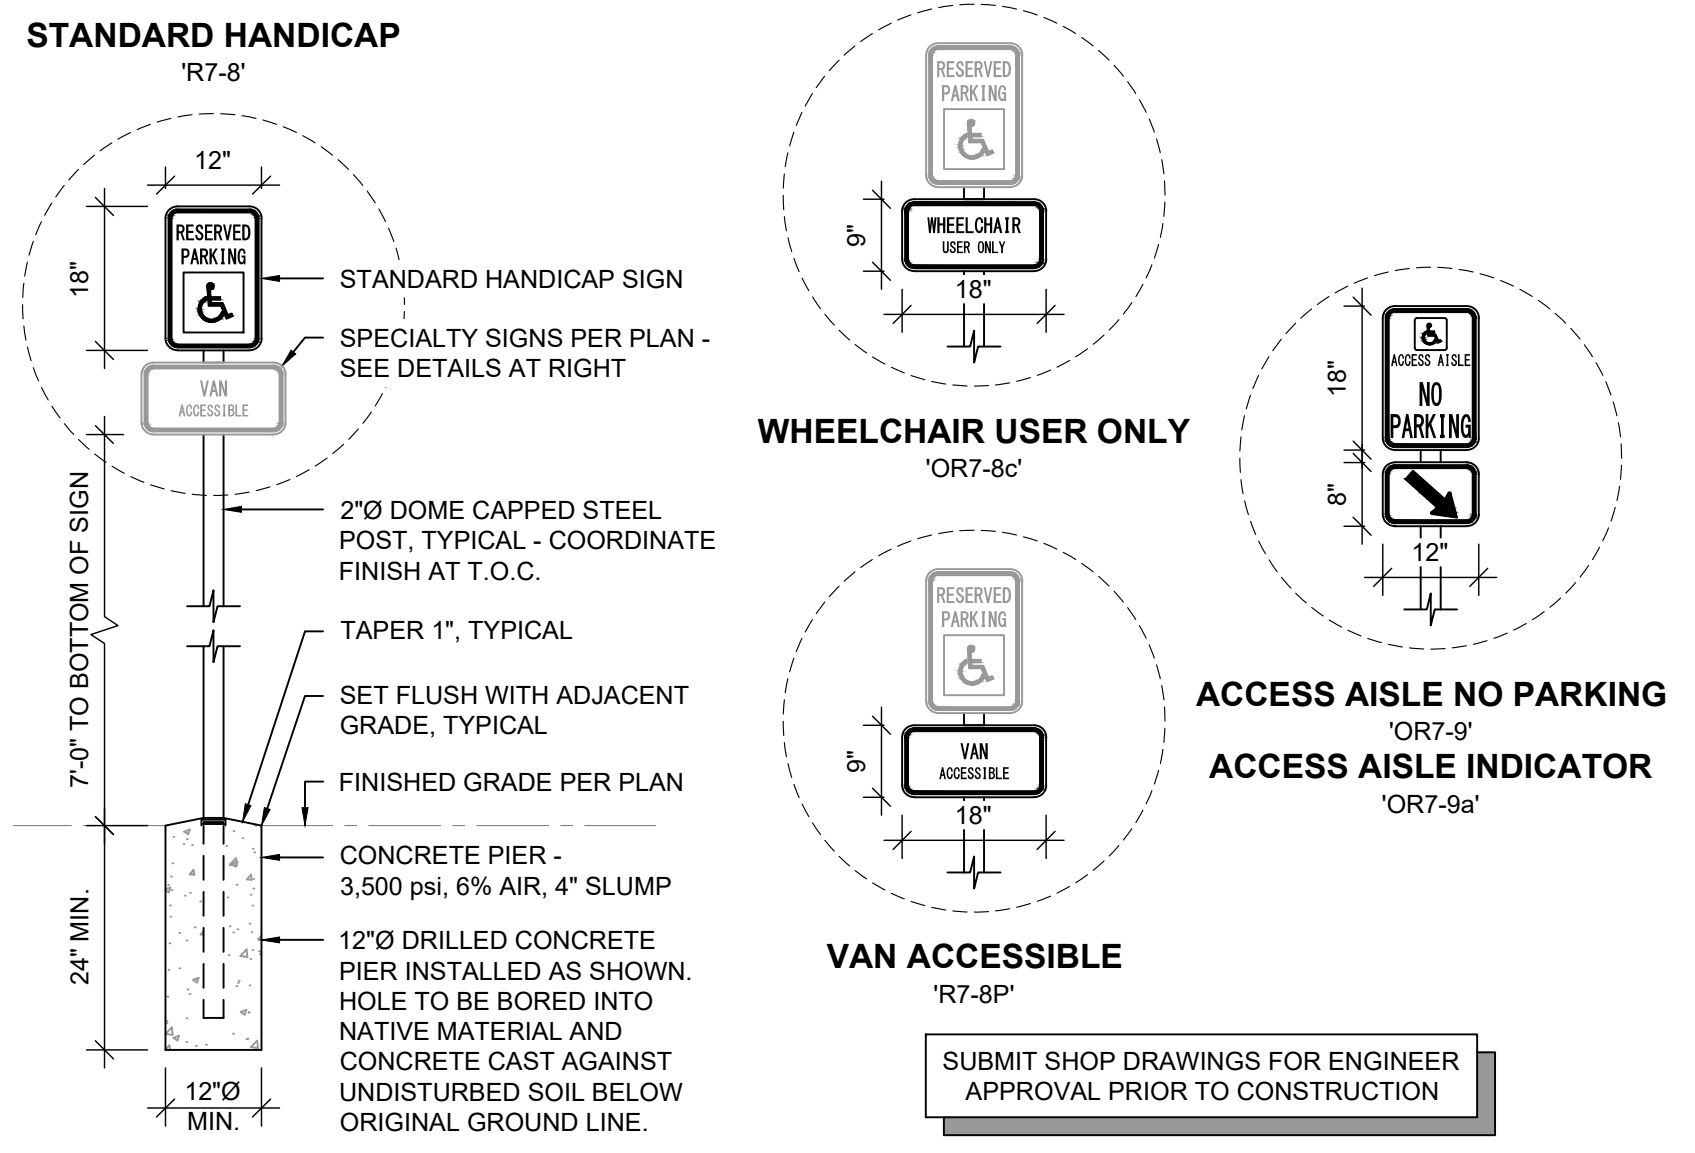 STANDARD HANDICAP
'R7-8'
12"
18"
RESERVED
PARKING
STANDARD HANDICAP SIGN
SPECIALTY SIGNS PER PLAN -
SEE DETAILS AT RIGHT
VAN
ACCESSIBLE
7'-0" TO BOTTOM OF SIGN
2"Ø DOME CAPPED STEEL
POST, TYPICAL - COORDINATE
FINISH AT T.O.C.
TAPER 1", TYPICAL
SET FLUSH WITH ADJACENT
GRADE, TYPICAL
FINISHED GRADE PER PLAN
24" MIN.
CONCRETE PIER -
3,500 psi, 6% AIR, 4" SLUMP
12"Ø DRILLED CONCRETE
PIER INSTALLED AS SHOWN.
HOLE TO BE BORED INTO
NATIVE MATERIAL AND
CONCRETE CAST AGAINST
UNDISTURBED SOIL BELOW
ORIGINAL GROUND LINE.
12"Ø
MIN.
RESERVED
PARKING
9"
WHEELCHAIR
USER ONLY
18"
WHEELCHAIR USER ONLY
'OR7-8c'
RESERVED
PARKING
9"
VAN
ACCESSIBLE
18"
VAN ACCESSIBLE
'R7-8P'
18"
ACCESS AISLE
NO
PARKING
8"
12"
ACCESS AISLE NO PARKING
'OR7-9'
ACCESS AISLE INDICATOR
'OR7-9a'
SUBMIT SHOP DRAWINGS FOR ENGINEER
APPROVAL PRIOR TO CONSTRUCTION